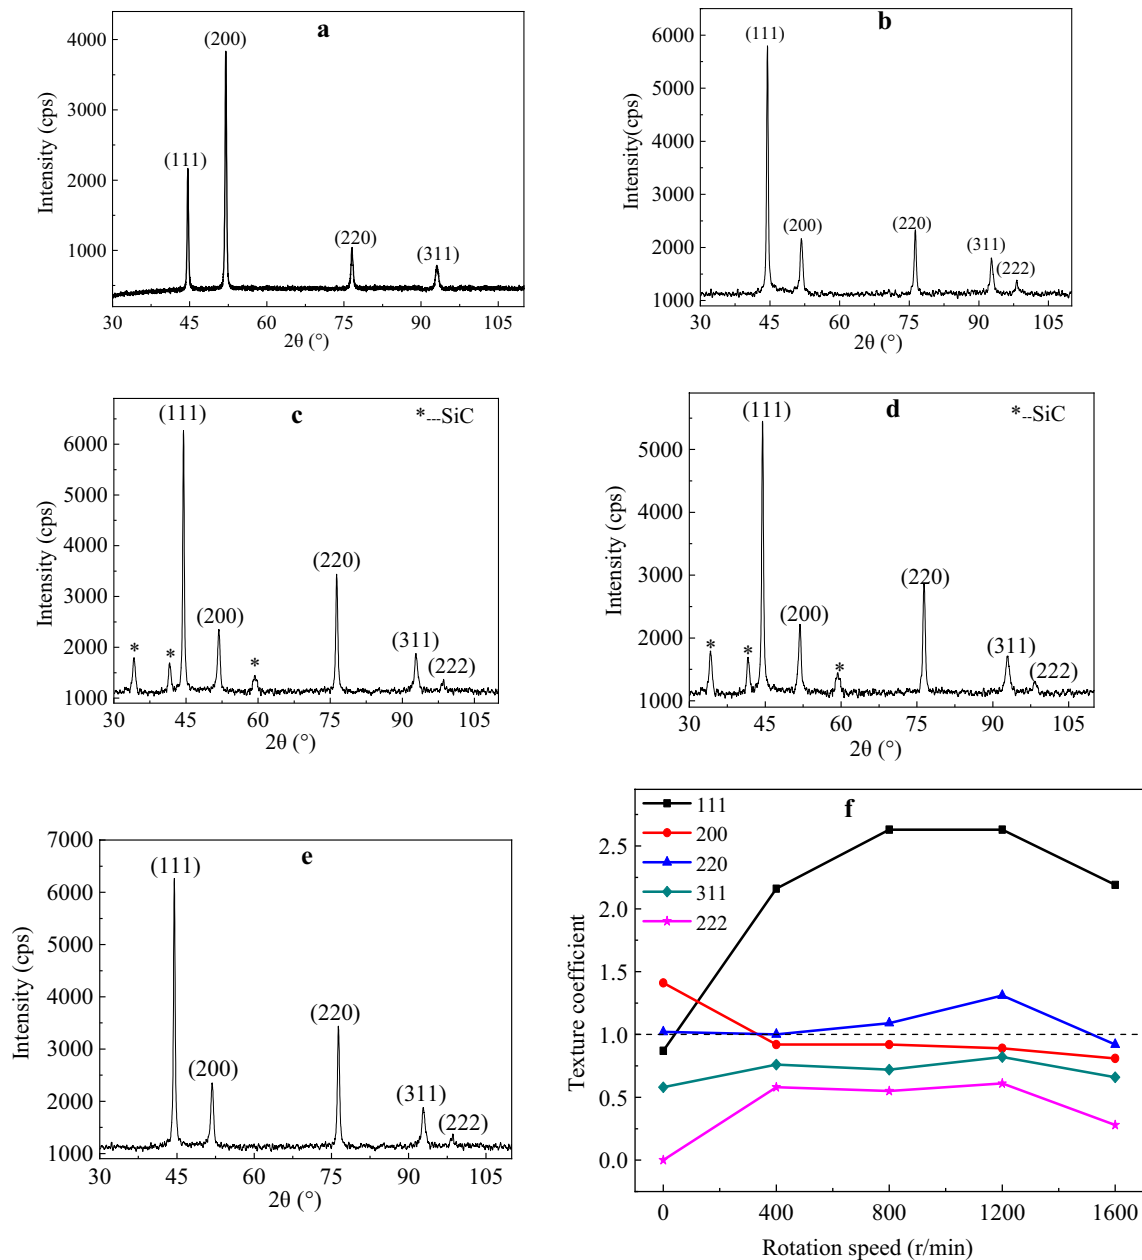 a
(200)
(111)
(220)
(311)
4000
3000
2000
1000
Intensity (cps)
30 45 60 75 90 105
2θ (°)
b
(111)
(200)
(220)
(311)
(222)
6000
5000
4000
3000
2000
1000
Intensity(cps)
30 45 60 75 90 105
2θ (°)
c
*---SiC
(111)
(220)
(200)
(311)
(222)
* * *
6000
5000
4000
3000
2000
1000
Intensity (cps)
30 45 60 75 90 105
2θ (°)
d
*--SiC
(111)
(220)
(200)
(311)
(222)
* * *
5000
4000
3000
2000
1000
Intensity (cps)
30 45 60 75 90 105
2θ (°)
e
(111)
(220)
(200)
(311)
(222)
7000
6000
5000
4000
3000
2000
1000
Intensity (cps)
30 45 60 75 90 105
2θ (°)
f
111
200
220
311
222
2.5
2.0
1.5
1.0
0.5
0.0
Texture coefficient
0 400 800 1200 1600
Rotation speed (r/min)